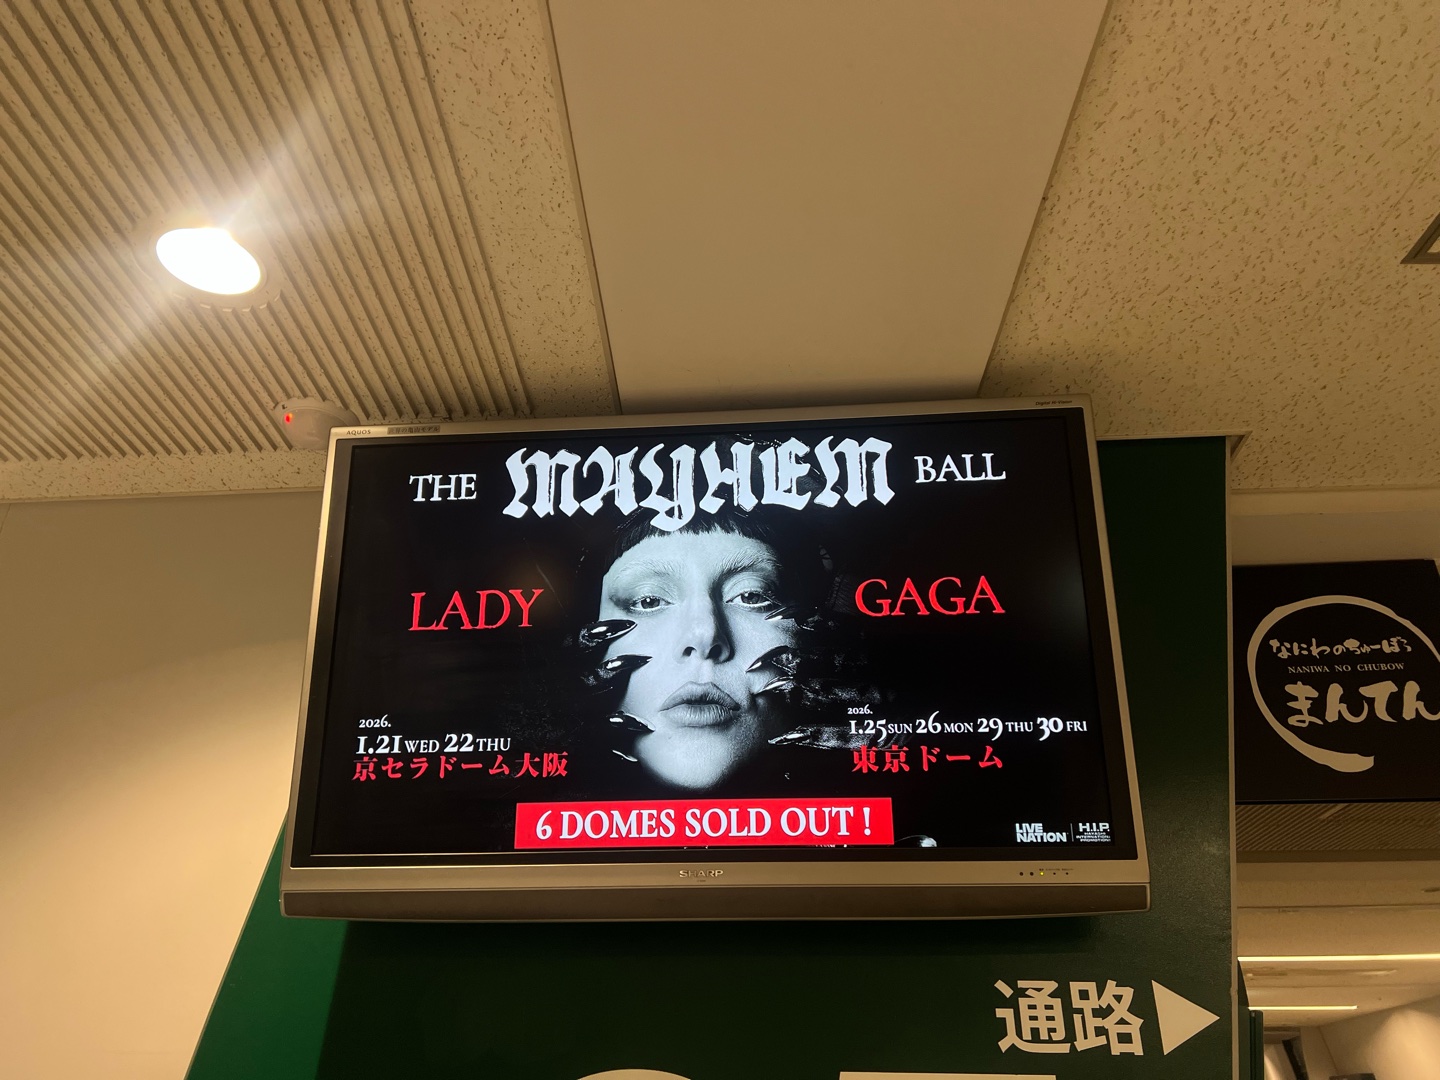 AQUOS
THE MAYHEM BALL
LADY GAGA
2026.
1.21 WED 22 THU
京セラドーム大阪
2026.
1.25 SUN 26 MON 29 THU 30 FRI
東京ドーム
6 DOMES SOLD OUT !
LIVE NATION
H.I.P.
SHARP
なにわのちゅーぼう
NANIWA NO CHUBOW
まんてん
通路